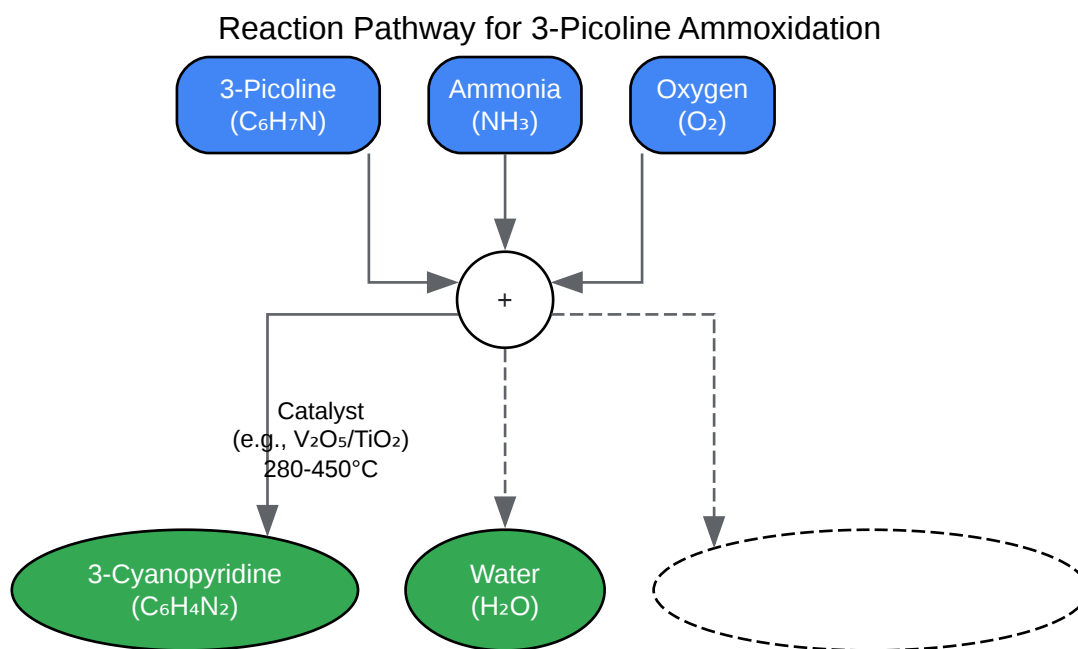 Reaction Pathway for 3-Picoline Ammoxidation
3-Picoline
(C₆H₇N)
Ammonia
(NH₃)
Oxygen
(O₂)
+
Catalyst
(e.g., V₂O₅/TiO₂)
280-450°C
3-Cyanopyridine
(C₆H₄N₂)
Water
(H₂O)